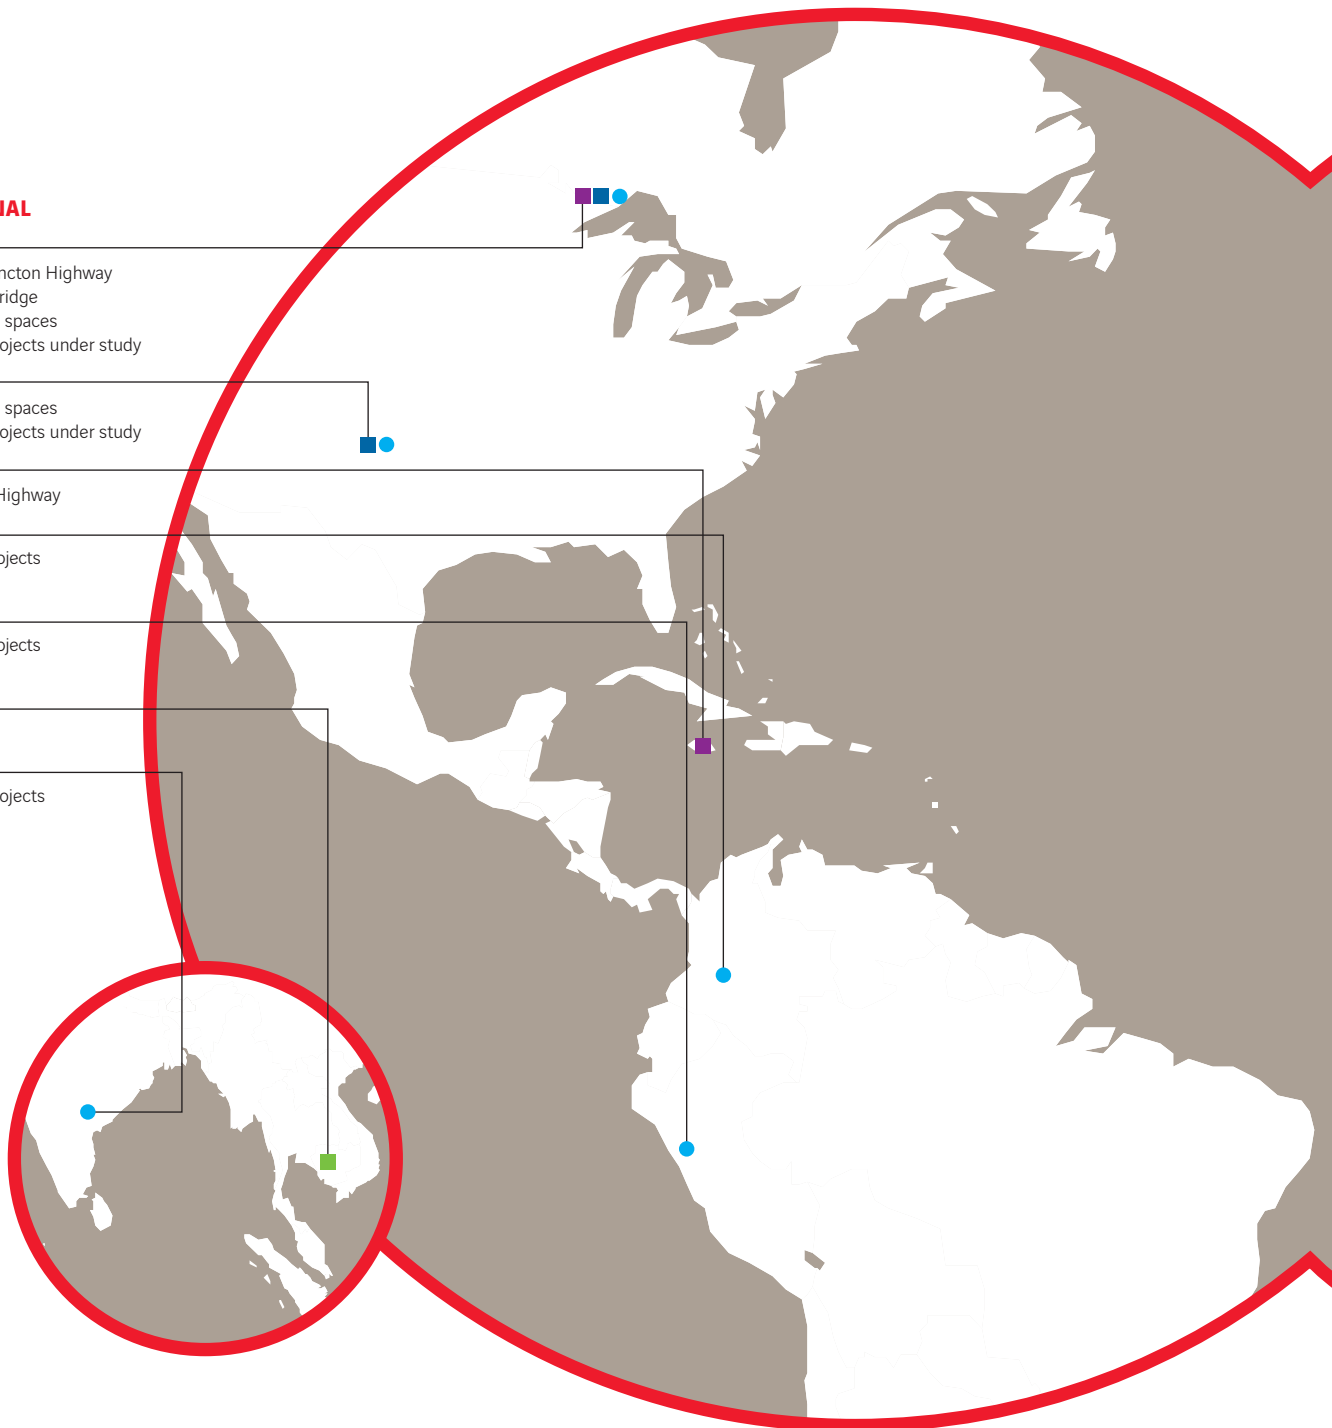 NAL
ncton Highway
ridge
spaces
ojects under study
spaces
ojects under study
Highway
ojects
ojects
ojects